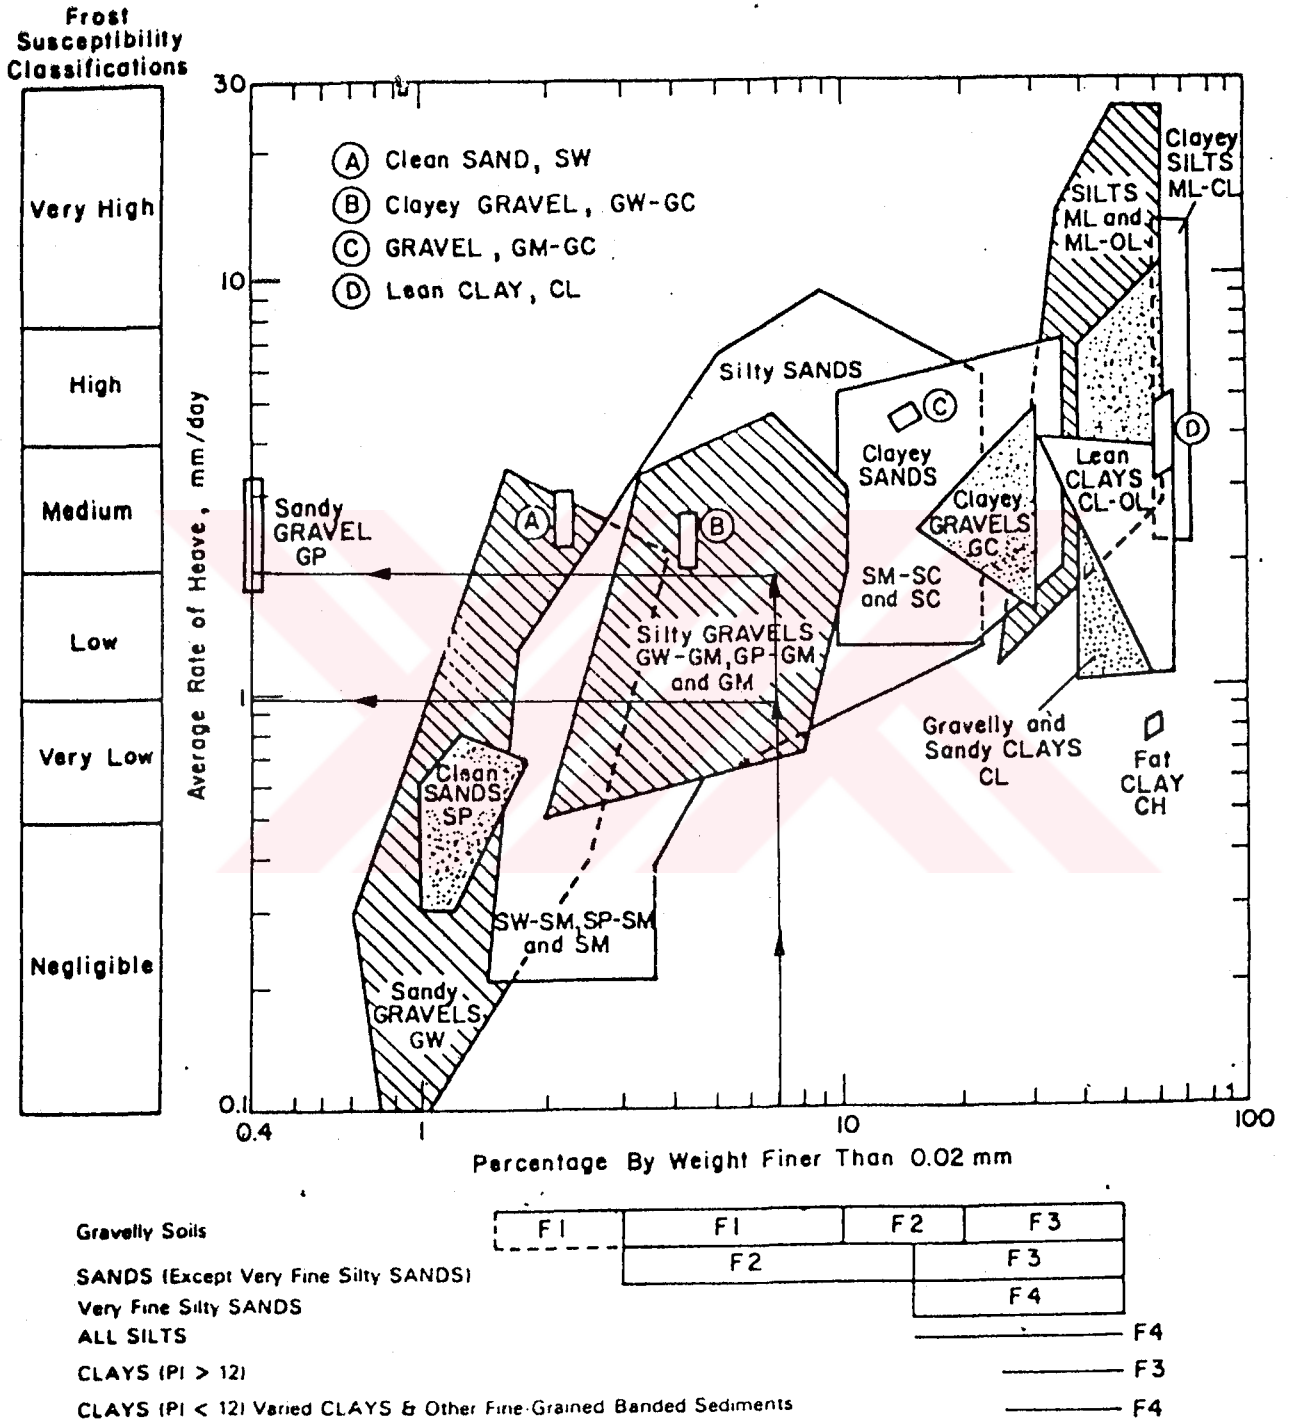 Frost
Susceptibility
Classifications
Very High
High
Medium
Low
Very Low
Negligible
Average Rate of Heave, mm/day
30
10
1
0.1
0.4
1
10
100
Percentage By Weight Finer Than 0.02 mm
A Clean SAND, SW
B Clayey GRAVEL, GW-GC
C GRAVEL, GM-GC
D Lean CLAY, CL
Clayey
SILTS
ML-CL
SILTS
ML and
ML-OL
Silty SANDS
C
D
Clayey
SANDS
Lean
CLAYS
CL-OL
Sandy
GRAVEL
GP
A
B
Clayey
GRAVELS
GC
SM-SC
and SC
Silty GRAVELS
GW-GM, GP-GM
and GM
Gravelly and
Sandy CLAYS
CL
Fat
CLAY
CH
Clean
SANDS
SP
SW-SM, SP-SM
and SM
Sandy
GRAVELS
GW
Gravelly Soils F1 F1 F2 F3
SANDS (Except Very Fine Silty SANDS) F2 F3
Very Fine Silty SANDS F4
ALL SILTS F4
CLAYS (PI > 12) F3
CLAYS (PI < 12) Varied CLAYS & Other Fine-Grained Banded Sediments F4